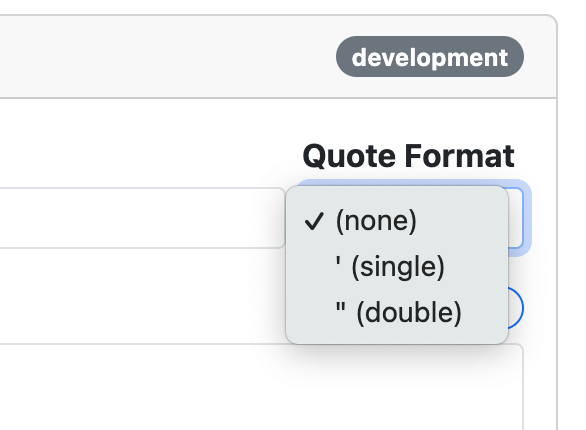 development
Quote Format
✓ (none)
' (single)
" (double)